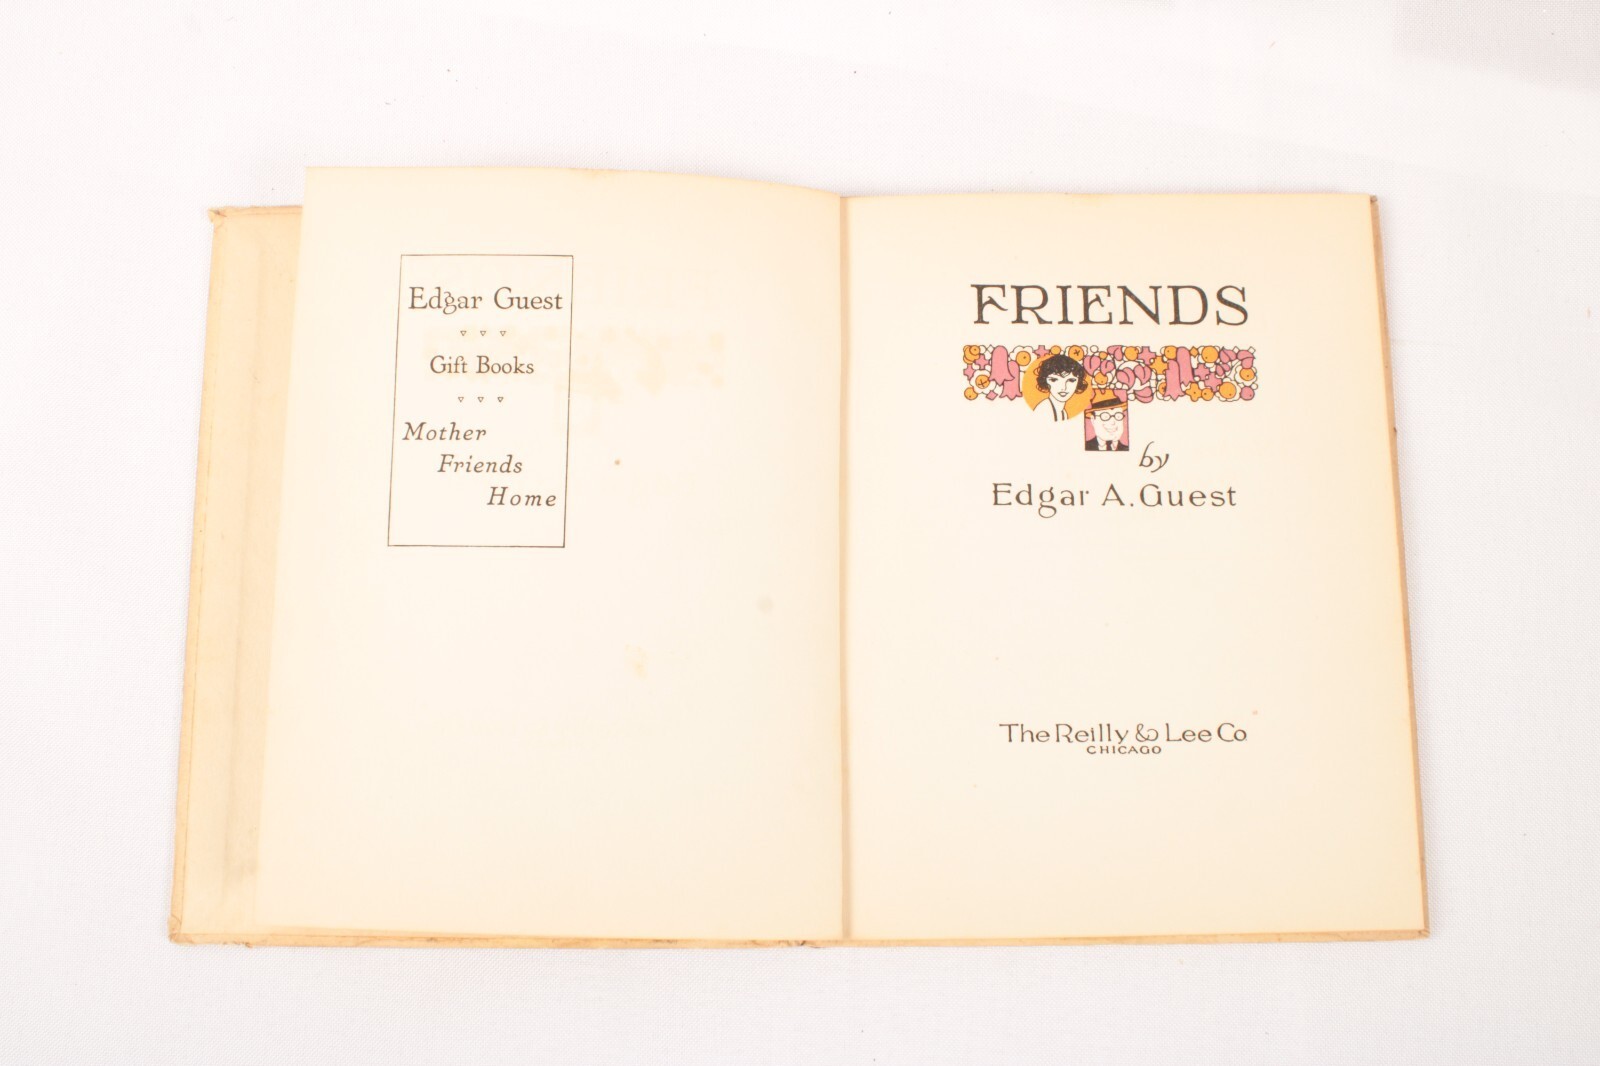 Edgar Guest
Gift Books
Mother
Friends
Home
FRIENDS
by
Edgar A. Guest
The Reilly & Lee Co
CHICAGO